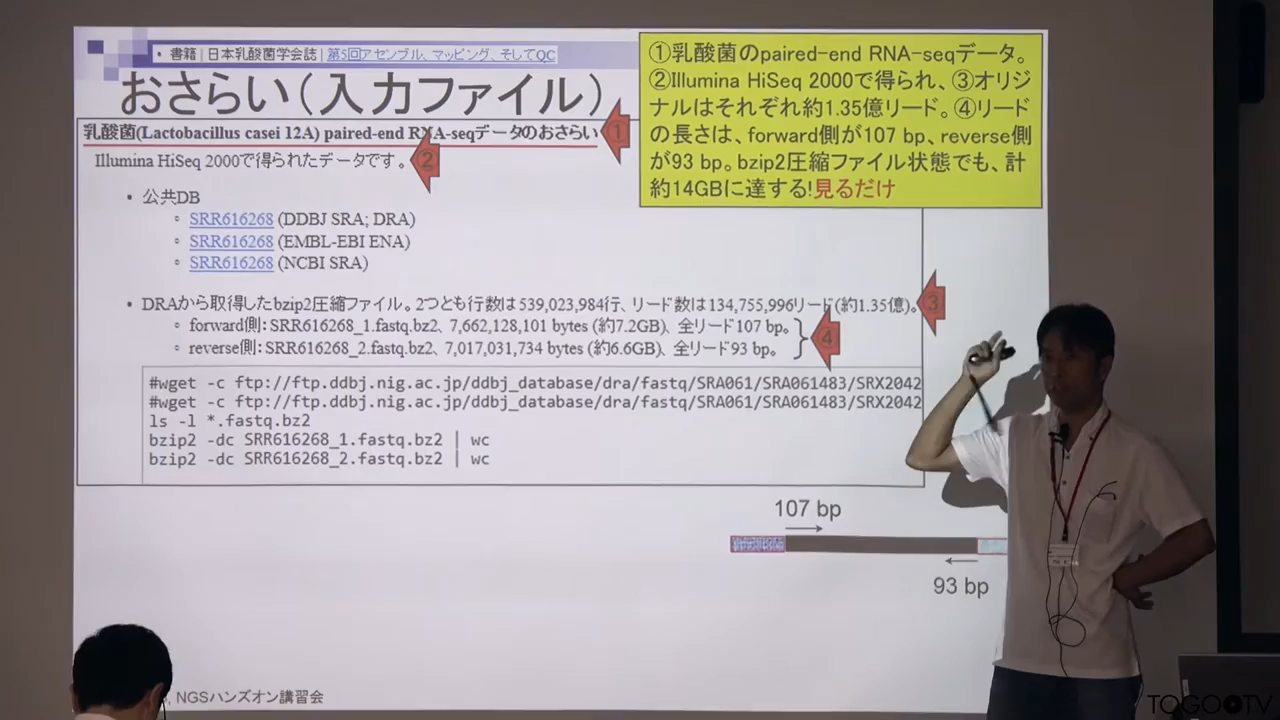 • 書籍 | 日本乳酸菌学会誌 | 第5回アセンブル、マッピング、そしてQC
おさらい（入力ファイル）
①乳酸菌のpaired-end RNA-seqデータ。
②Illumina HiSeq 2000で得られ、③オリジ
ナルはそれぞれ約1.35億リード。④リード
の長さは、forward側が107 bp、reverse側
が93 bp。bzip2圧縮ファイル状態でも、計
約14GBに達する!見るだけ
乳酸菌(Lactobacillus casei 12A) paired-end RNA-seqデータのおさらい ①
Illumina HiSeq 2000で得られたデータです。 ②
• 公共DB
◦ SRR616268 (DDBJ SRA; DRA)
◦ SRR616268 (EMBL-EBI ENA)
◦ SRR616268 (NCBI SRA)
• DRAから取得したbzip2圧縮ファイル。2つとも行数は539,023,984行、リード数は134,755,996リード(約1.35億)。 ③
◦ forward側：SRR616268_1.fastq.bz2、7,662,128,101 bytes (約7.2GB)、全リード107 bp。
◦ reverse側：SRR616268_2.fastq.bz2、7,017,031,734 bytes (約6.6GB)、全リード93 bp。 ④
#wget -c ftp://ftp.ddbj.nig.ac.jp/ddbj_database/dra/fastq/SRA061/SRA061483/SRX2042
#wget -c ftp://ftp.ddbj.nig.ac.jp/ddbj_database/dra/fastq/SRA061/SRA061483/SRX2042
ls -l *.fastq.bz2
bzip2 -dc SRR616268_1.fastq.bz2 | wc
bzip2 -dc SRR616268_2.fastq.bz2 | wc
107 bp
93 bp
, NGSハンズオン講習会
TOGOTV